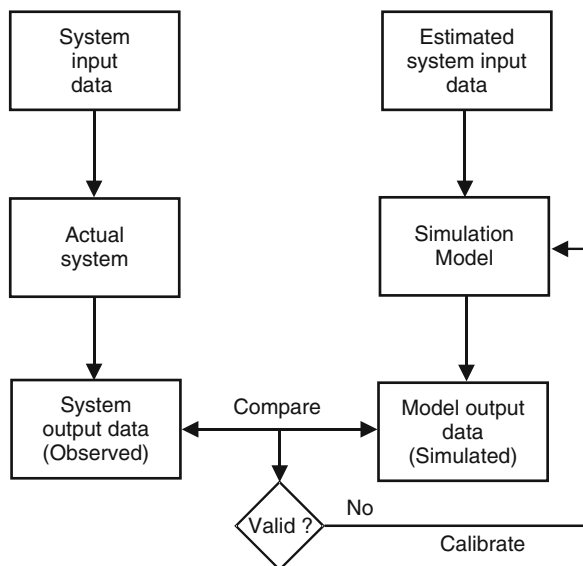 System
input
data
Estimated
system input
data
Actual
system
Simulation
Model
System
output data
(Observed)
Compare
Model output
data
(Simulated)
Valid ?
No
Calibrate